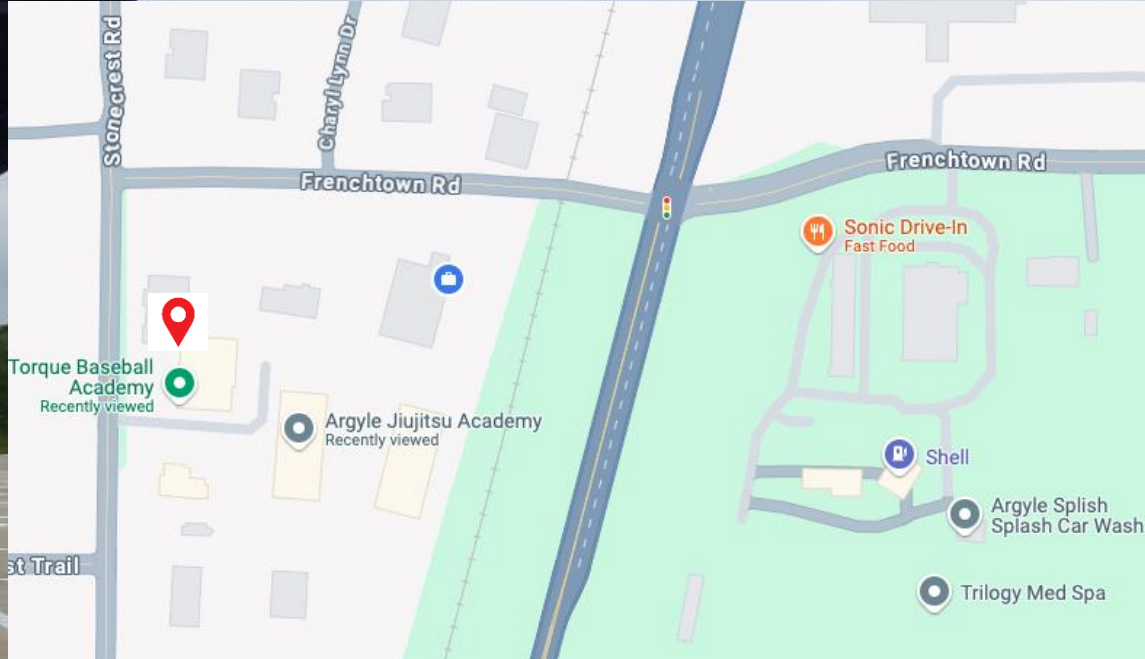 Stonecrest Rd
Charyl Lynn Dr
Frenchtown Rd
Frenchtown Rd
Sonic Drive-In
Fast Food
Torque Baseball
Academy
Recently viewed
Argyle Jiujitsu Academy
Recently viewed
Shell
Argyle Splish
Splash Car Wash
st Trail
Trilogy Med Spa